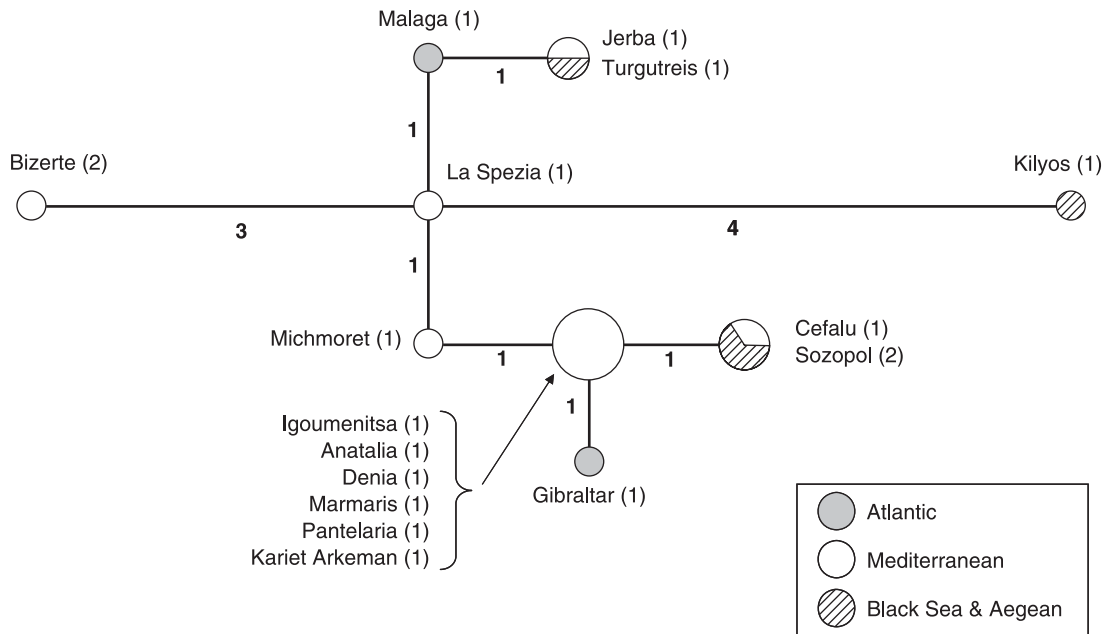 Malaga (1)
Jerba (1)
Turgutreis (1)
1
1
Bizerte (2)
La Spezia (1)
Kilyos (1)
3
4
1
Michmoret (1)
Cefalu (1)
Sozopol (2)
1
1
1
Igoumenitsa (1)
Anatalia (1)
Denia (1)
Marmaris (1)
Pantelaria (1)
Kariet Arkeman (1)
Gibraltar (1)
Atlantic
Mediterranean
Black Sea & Aegean